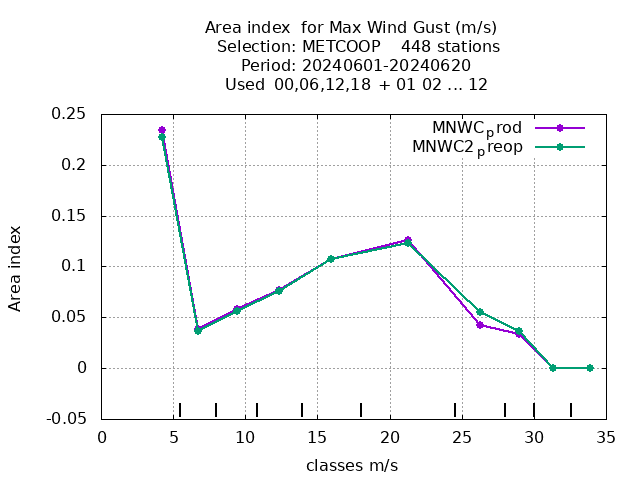 Area index  for Max Wind Gust (m/s)
Selection: METCOOP    448 stations
Period: 20240601-20240620
Used  00,06,12,18  + 01 02 ... 12
MNWCprod
MNWC2preop
0.25
0.2
0.15
0.1
0.05
0
-0.05
Area index
0 5 10 15 20 25 30 35
classes m/s